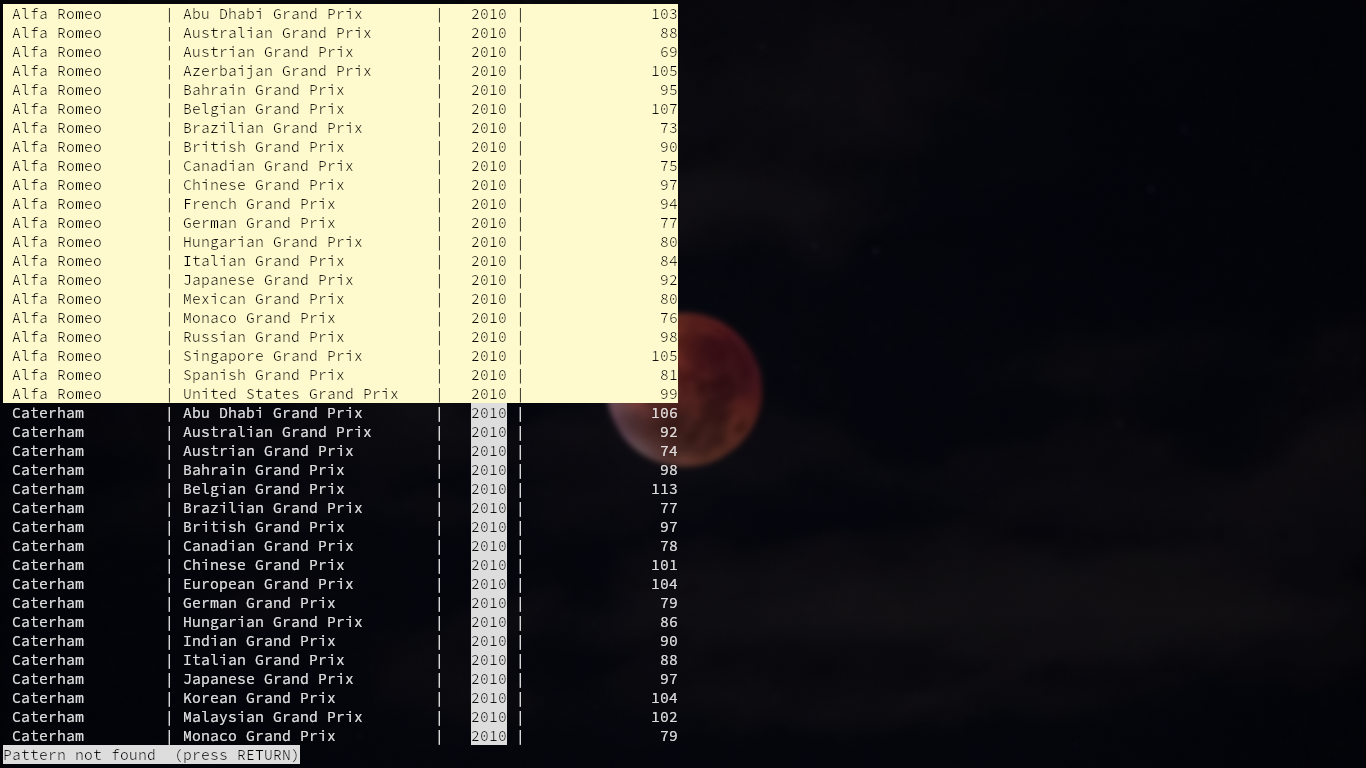 Alfa Romeo | Abu Dhabi Grand Prix | 2010 | 103
Alfa Romeo | Australian Grand Prix | 2010 | 88
Alfa Romeo | Austrian Grand Prix | 2010 | 69
Alfa Romeo | Azerbaijan Grand Prix | 2010 | 105
Alfa Romeo | Bahrain Grand Prix | 2010 | 95
Alfa Romeo | Belgian Grand Prix | 2010 | 107
Alfa Romeo | Brazilian Grand Prix | 2010 | 73
Alfa Romeo | British Grand Prix | 2010 | 90
Alfa Romeo | Canadian Grand Prix | 2010 | 75
Alfa Romeo | Chinese Grand Prix | 2010 | 97
Alfa Romeo | French Grand Prix | 2010 | 94
Alfa Romeo | German Grand Prix | 2010 | 77
Alfa Romeo | Hungarian Grand Prix | 2010 | 80
Alfa Romeo | Italian Grand Prix | 2010 | 84
Alfa Romeo | Japanese Grand Prix | 2010 | 92
Alfa Romeo | Mexican Grand Prix | 2010 | 80
Alfa Romeo | Monaco Grand Prix | 2010 | 76
Alfa Romeo | Russian Grand Prix | 2010 | 98
Alfa Romeo | Singapore Grand Prix | 2010 | 105
Alfa Romeo | Spanish Grand Prix | 2010 | 81
Alfa Romeo | United States Grand Prix | 2010 | 99
Caterham | Abu Dhabi Grand Prix | 2010 | 106
Caterham | Australian Grand Prix | 2010 | 92
Caterham | Austrian Grand Prix | 2010 | 74
Caterham | Bahrain Grand Prix | 2010 | 98
Caterham | Belgian Grand Prix | 2010 | 113
Caterham | Brazilian Grand Prix | 2010 | 77
Caterham | British Grand Prix | 2010 | 97
Caterham | Canadian Grand Prix | 2010 | 78
Caterham | Chinese Grand Prix | 2010 | 101
Caterham | European Grand Prix | 2010 | 104
Caterham | German Grand Prix | 2010 | 79
Caterham | Hungarian Grand Prix | 2010 | 86
Caterham | Indian Grand Prix | 2010 | 90
Caterham | Italian Grand Prix | 2010 | 88
Caterham | Japanese Grand Prix | 2010 | 97
Caterham | Korean Grand Prix | 2010 | 104
Caterham | Malaysian Grand Prix | 2010 | 102
Caterham | Monaco Grand Prix | 2010 | 79
Pattern not found (press RETURN)